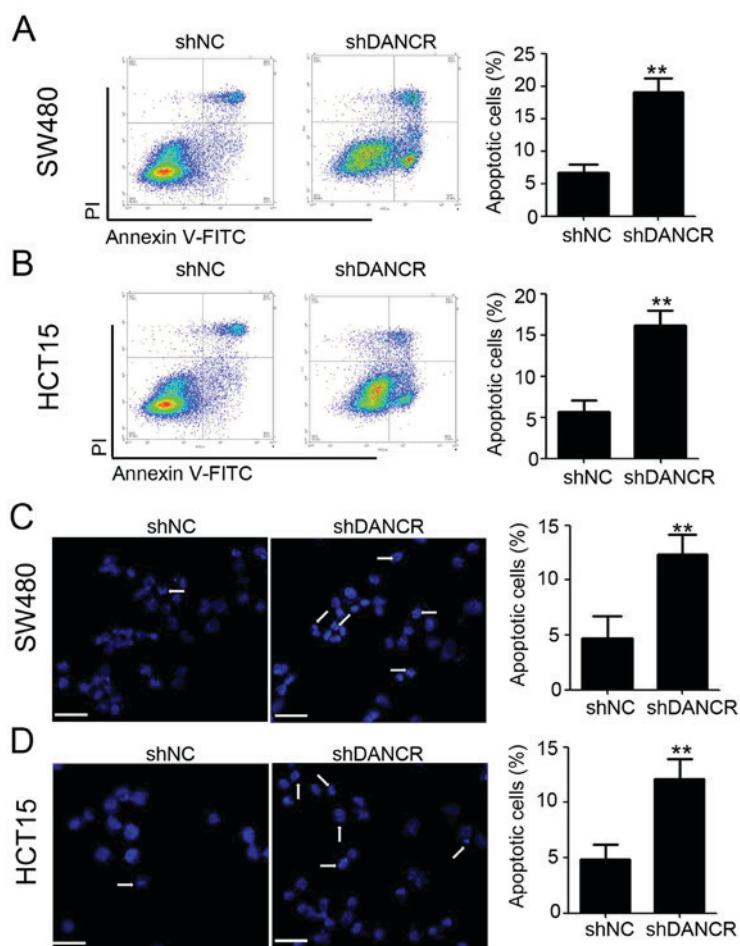 A
shNC
shDANCR
SW480
PI
Annexin V-FITC
Apoptotic cells (%)
25
20
15
10
5
0
**
shNC
shDANCR
B
shNC
shDANCR
HCT15
PI
Annexin V-FITC
Apoptotic cells (%)
20
15
10
5
0
**
shNC
shDANCR
C
shNC
shDANCR
SW480
Apoptotic cells (%)
15
10
5
0
**
shNC
shDANCR
D
shNC
shDANCR
HCT15
Apoptotic cells (%)
15
10
5
0
**
shNC
shDANCR